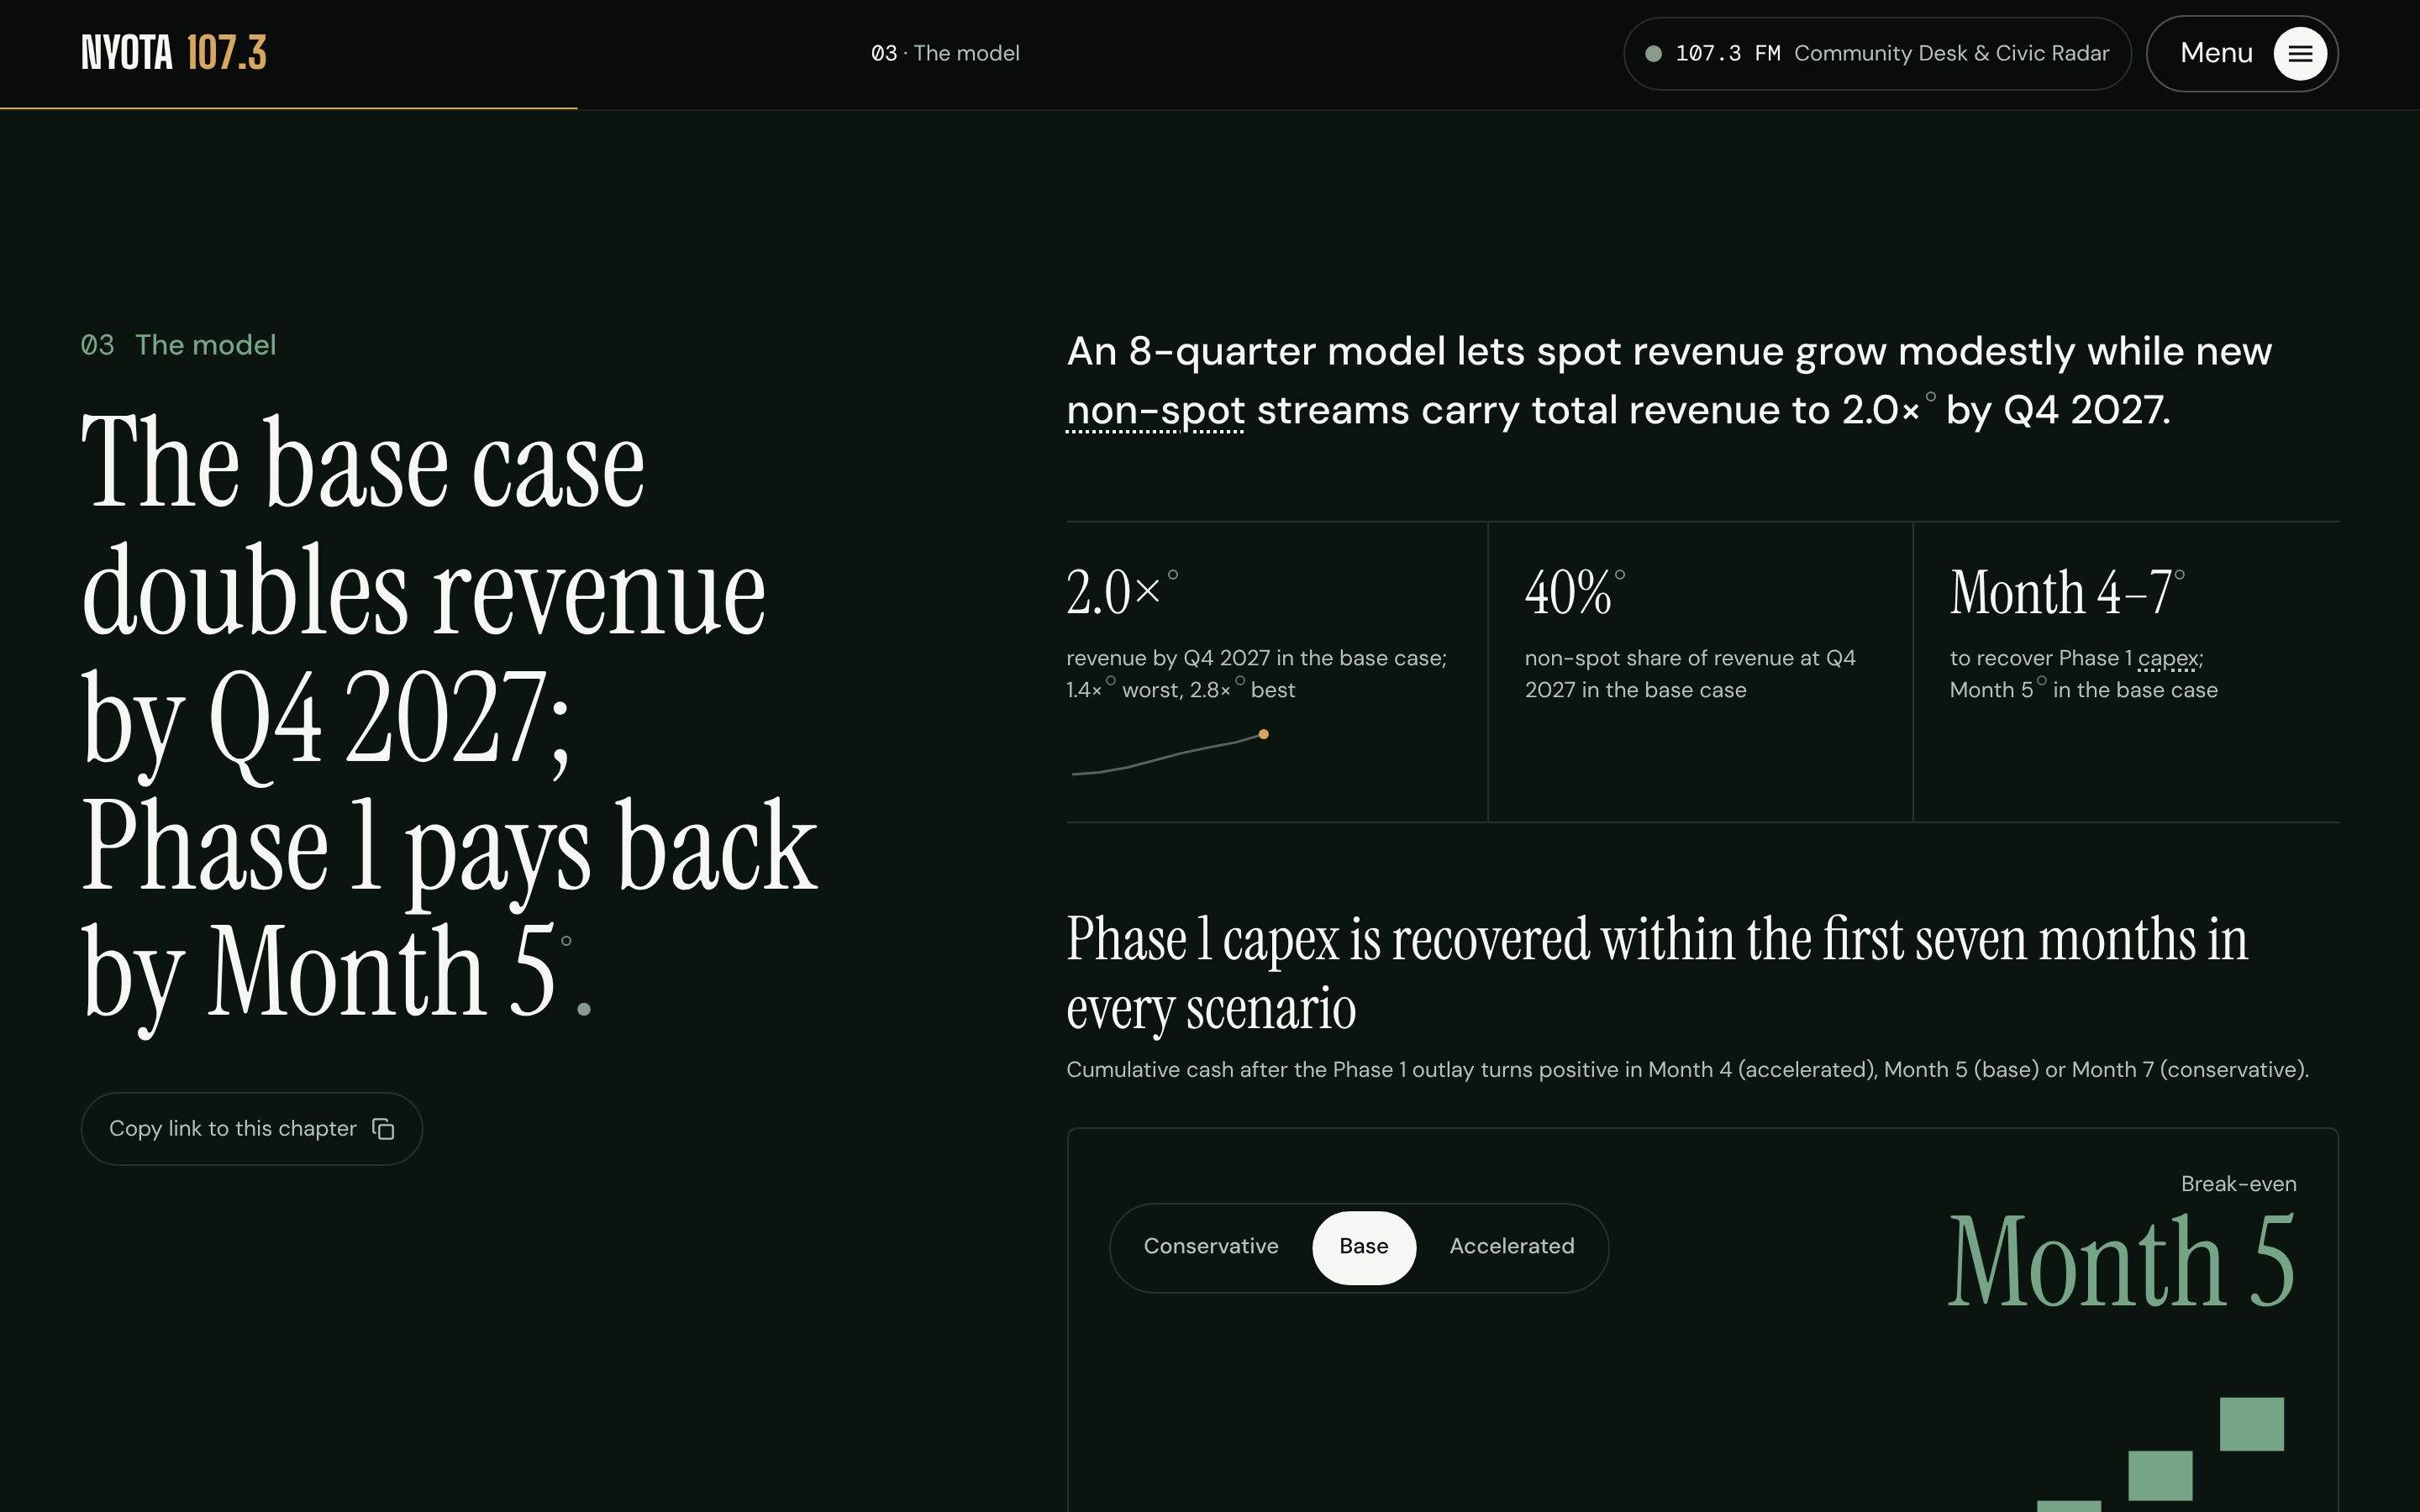 NYOTA 107.3
03 · The model
107.3 FM Community Desk & Civic Radar
Menu
03 The model
The base case
doubles revenue
by Q4 2027;
Phase 1 pays back
by Month 5°.
Copy link to this chapter
An 8-quarter model lets spot revenue grow modestly while new
non-spot streams carry total revenue to 2.0×° by Q4 2027.
2.0×°
revenue by Q4 2027 in the base case;
1.4×° worst, 2.8×° best
40%°
non-spot share of revenue at Q4
2027 in the base case
Month 4–7°
to recover Phase 1 capex;
Month 5° in the base case
Phase 1 capex is recovered within the first seven months in
every scenario
Cumulative cash after the Phase 1 outlay turns positive in Month 4 (accelerated), Month 5 (base) or Month 7 (conservative).
Conservative
Base
Accelerated
Break-even
Month 5